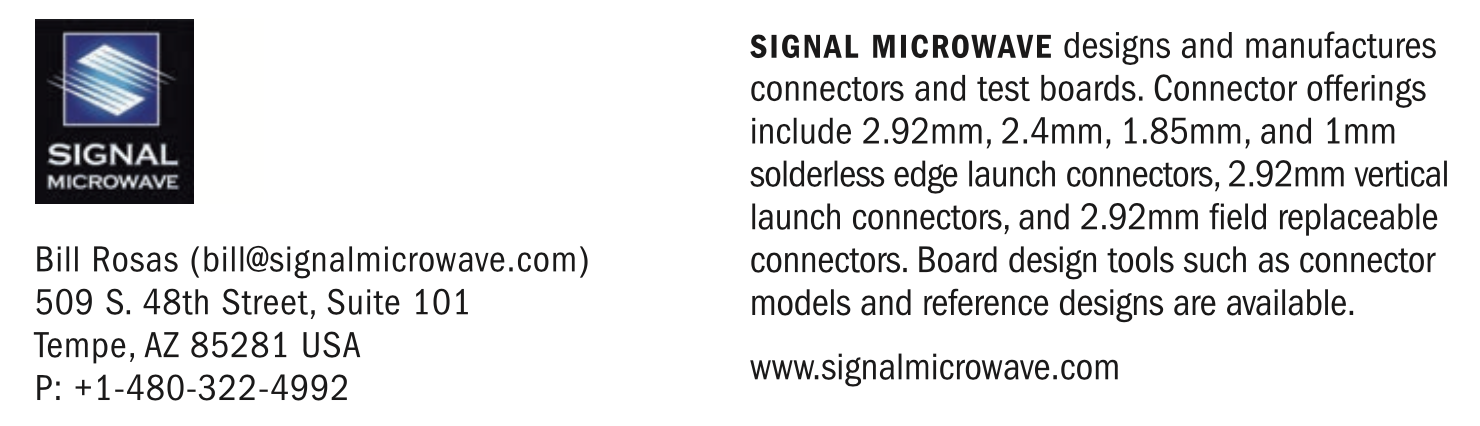 SIGNAL
MICROWAVE
Bill Rosas (bill@signalmicrowave.com)
509 S. 48th Street, Suite 101
Tempe, AZ 85281 USA
P: +1-480-322-4992
SIGNAL MICROWAVE designs and manufactures
connectors and test boards. Connector offerings
include 2.92mm, 2.4mm, 1.85mm, and 1mm
solderless edge launch connectors, 2.92mm vertical
launch connectors, and 2.92mm field replaceable
connectors. Board design tools such as connector
models and reference designs are available.
www.signalmicrowave.com